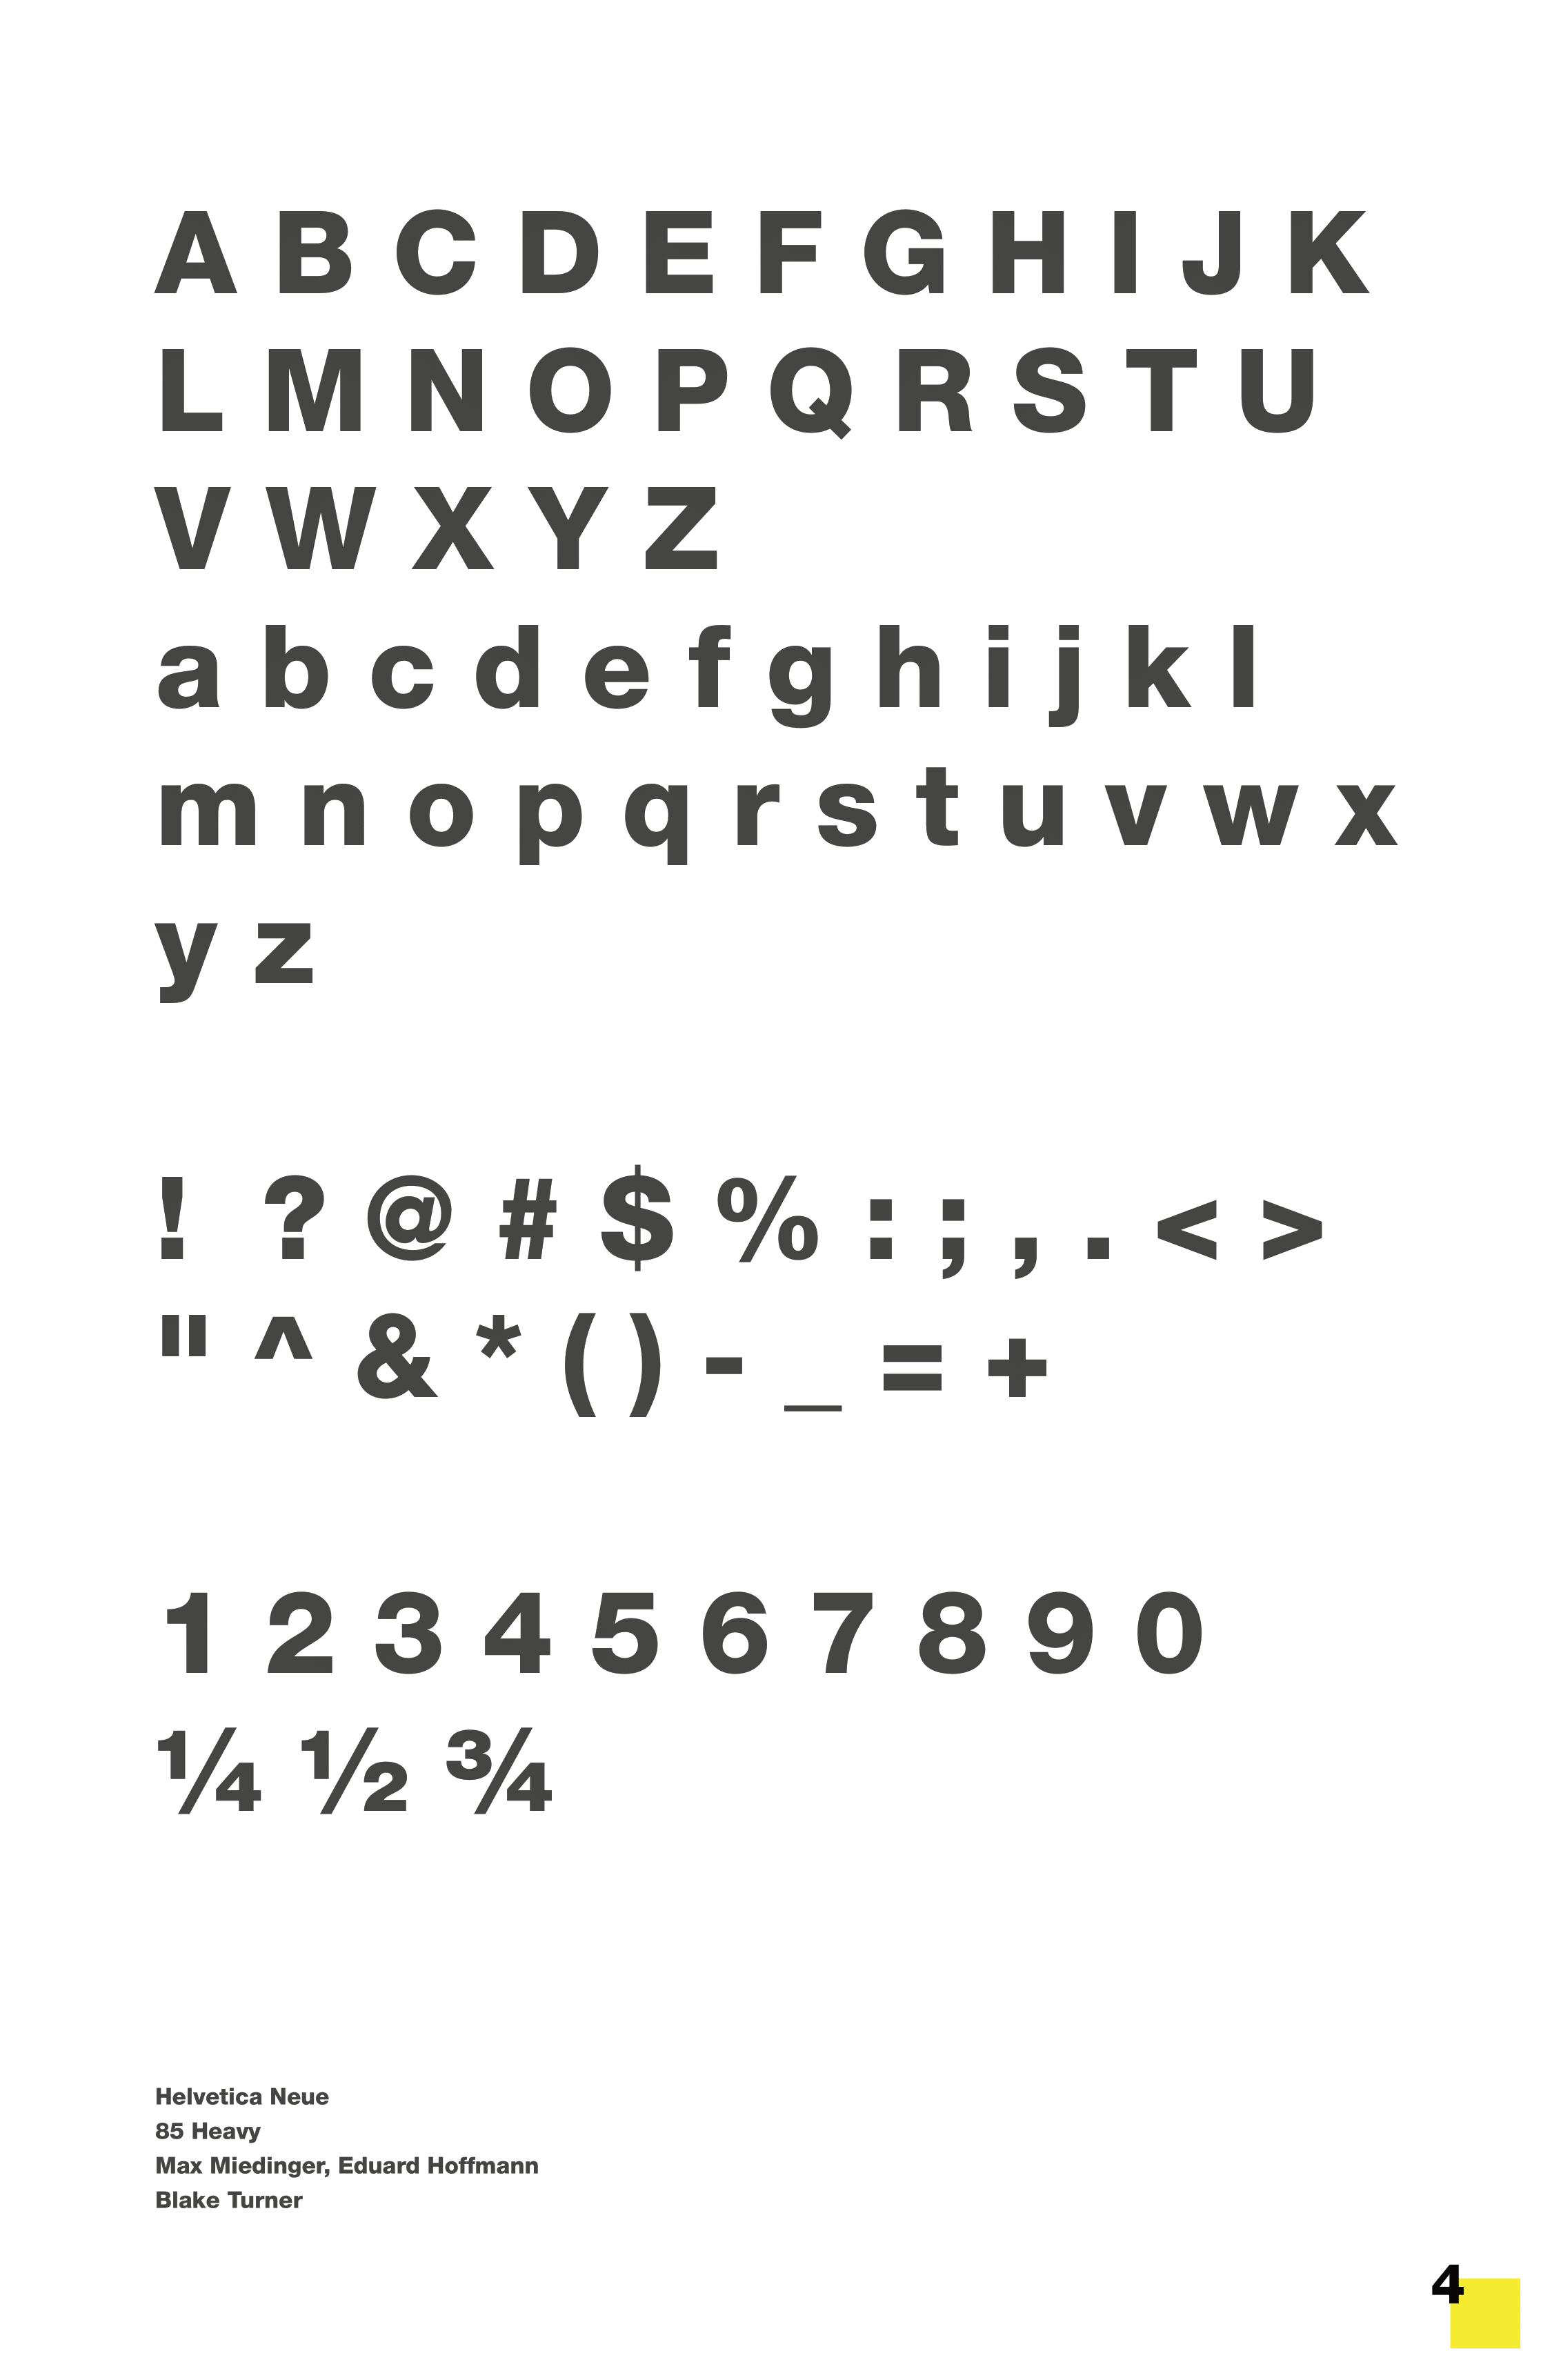 A B C D E F G H I J K
L M N O P Q R S T U
V W X Y Z
a b c d e f g h i j k l
m n o p q r s t u v w x
y z
! ? @ # $ % : ; , . < >
" ^ & * ( ) - _ = +
1 2 3 4 5 6 7 8 9 0
¼ ½ ¾
Helvetica Neue
85 Heavy
Max Miedinger, Eduard Hoffmann
Blake Turner
4